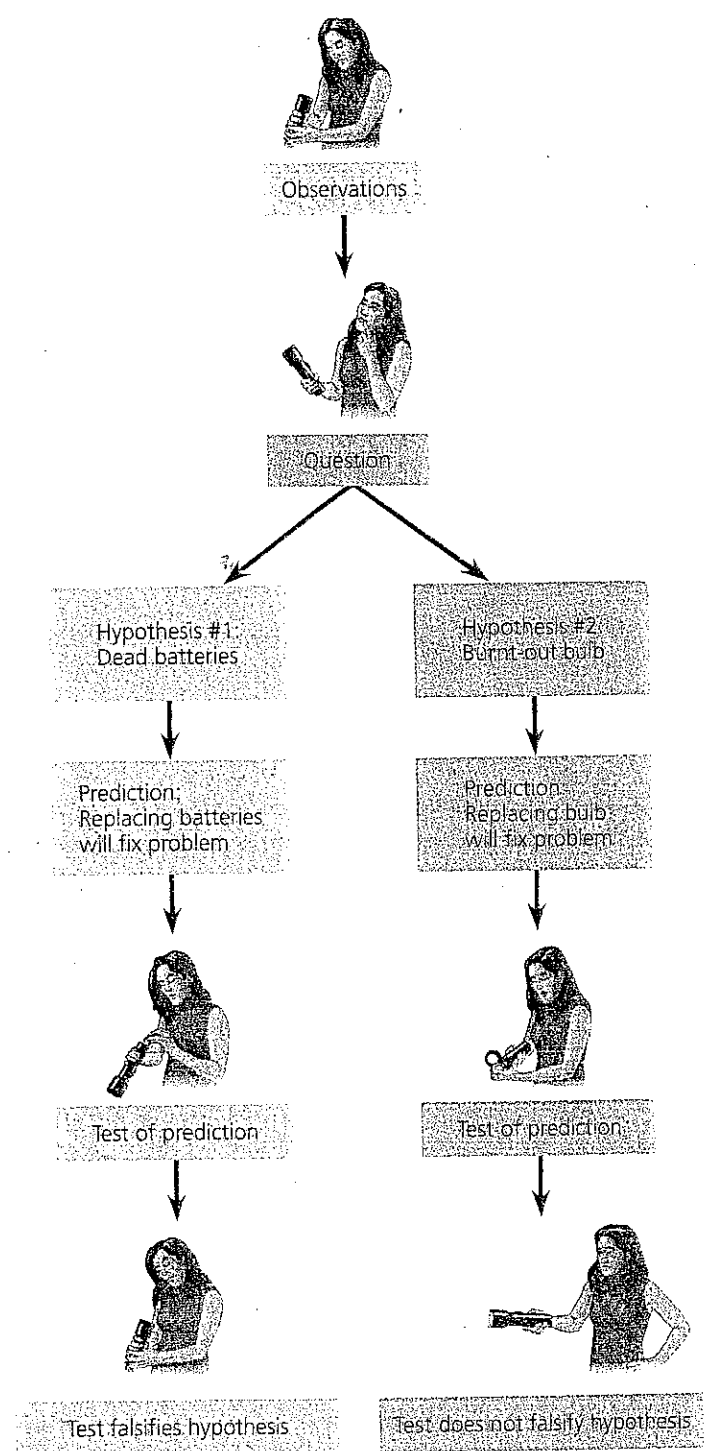 Observations
Question
Hypothesis #1:
Dead batteries
Hypothesis #2:
Burnt-out bulb
Prediction:
Replacing batteries
will fix problem
Prediction:
Replacing bulb
will fix problem
Test of prediction
Test of prediction
Test falsifies hypothesis
Test does not falsify hypothesis